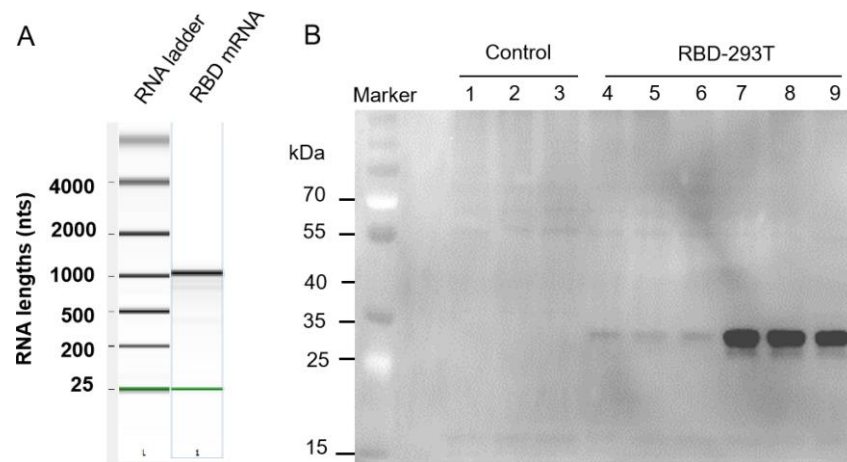 A
RNA ladder
RBD mRNA
RNA lengths (nts)
4000
2000
1000
500
200
25
L
1
B
Control
RBD-293T
Marker
1 2 3 4 5 6 7 8 9
kDa
70
55
40
35
25
15